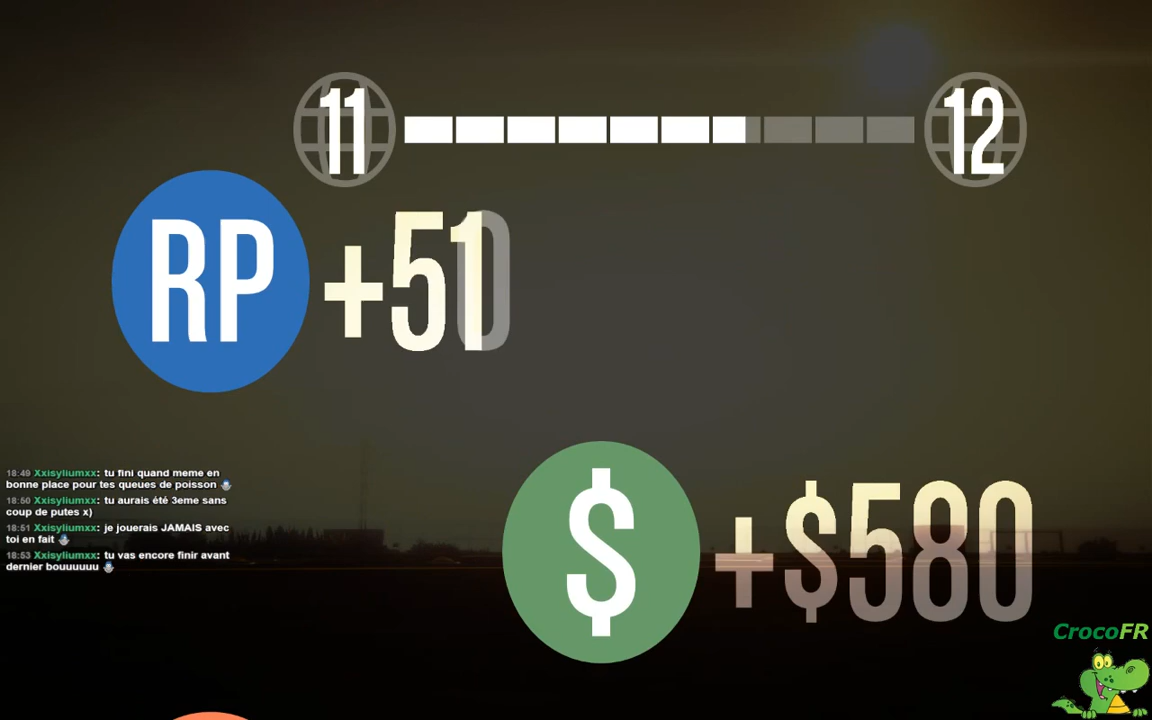 11
12
RP
+510
18:49 Xxisyliumxx: tu fini quand meme en
bonne place pour tes queues de poisson
18:50 Xxisyliumxx: tu aurais été 3eme sans
coup de putes x)
18:51 Xxisyliumxx: je jouerais JAMAIS avec
toi en fait
18:53 Xxisyliumxx: tu vas encore finir avant
dernier bouuuuuu
$
+$580
CrocoFR